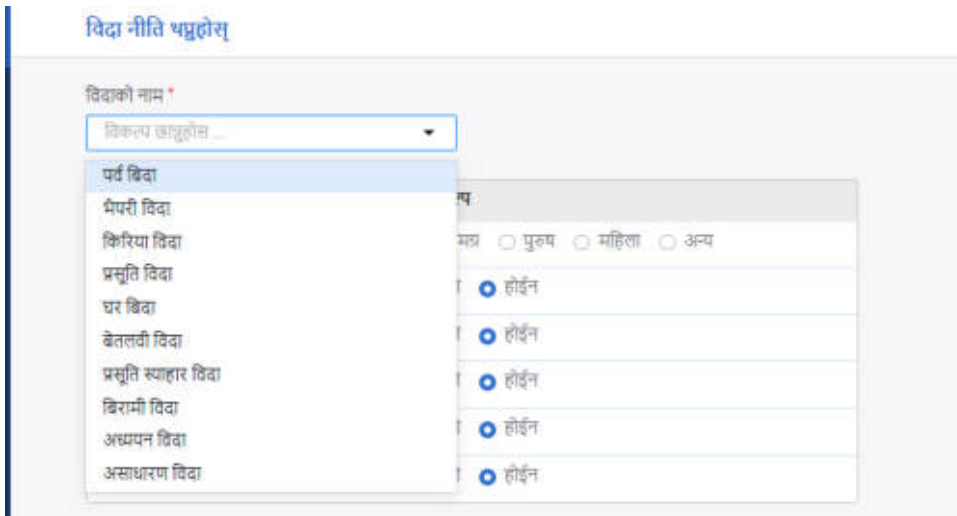 विदा नीति थप्नुहोस्
विदाको नाम *
विकल्प छान्नुहोस ...
पर्व बिदा
भैपरी विदा
किरिया विदा
प्रसूति विदा
घर बिदा
बेतलवी विदा
प्रसूति स्याहार विदा
बिरामी विदा
अध्ययन विदा
असाधारण विदा
पुरुष महिला अन्य
होईन
होईन
होईन
होईन
होईन